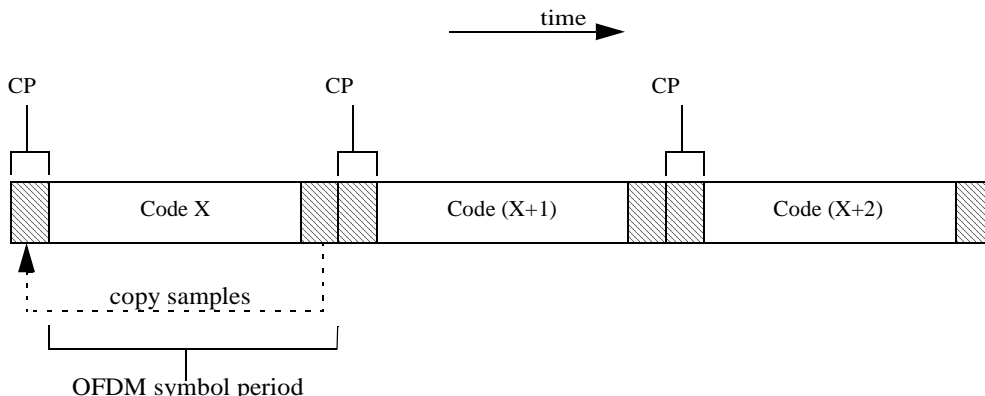 time
CP
CP
CP
Code X
Code (X+1)
Code (X+2)
copy samples
OFDM symbol period